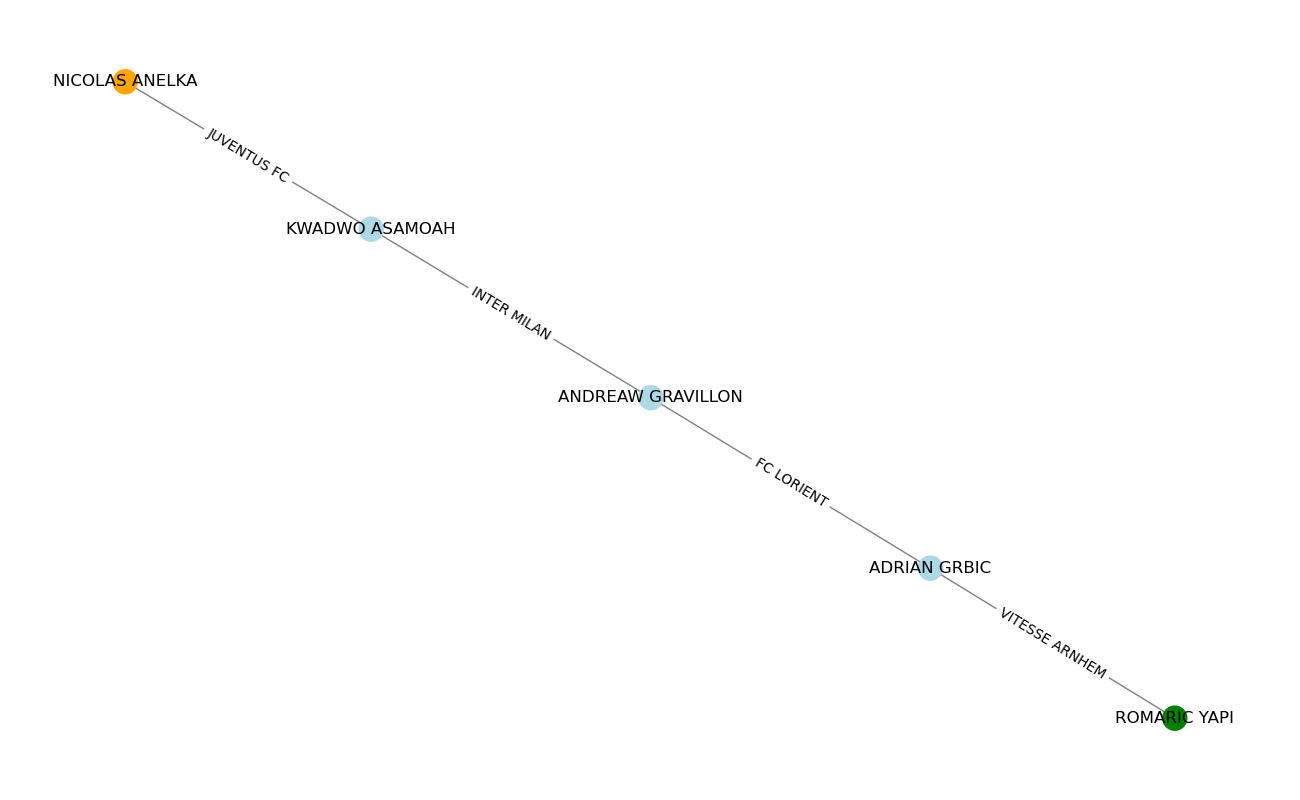 NICOLAS ANELKA
JUVENTUS FC
KWADWO ASAMOAH
INTER MILAN
ANDREAW GRAVILLON
FC LORIENT
ADRIAN GRBIC
VITESSE ARNHEM
ROMARIC YAPI